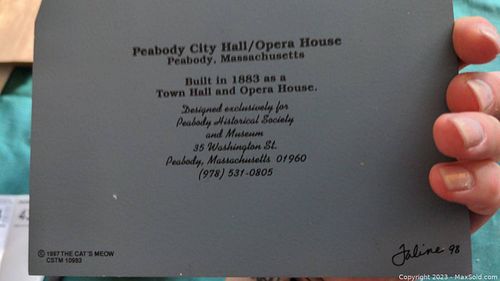 Peabody City Hall/Opera House
Peabody, Massachusetts
Built in 1883 as a
Town Hall and Opera House.
Designed exclusively for
Peabody Historical Society
and Museum
35 Washington St.
Peabody, Massachusetts 01960
(978) 531-0805
© 1997 THE CAT'S MEOW
CSTM 10983
Faline 98
Copyright 2023 - MaxSold.com